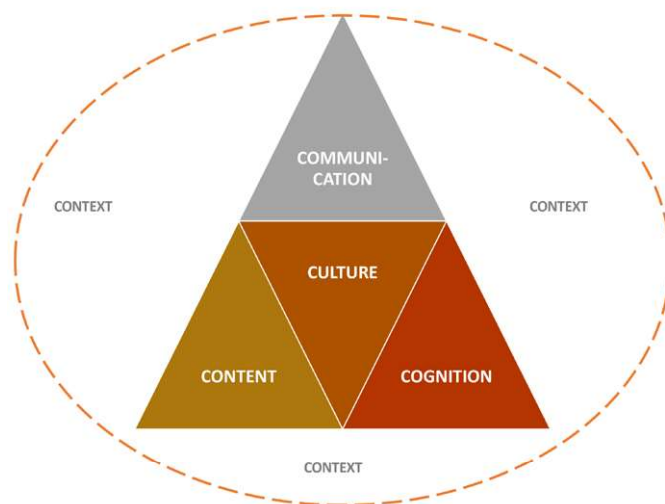 COMMUNI-
CATION
CONTEXT
CONTEXT
CULTURE
CONTENT
COGNITION
CONTEXT